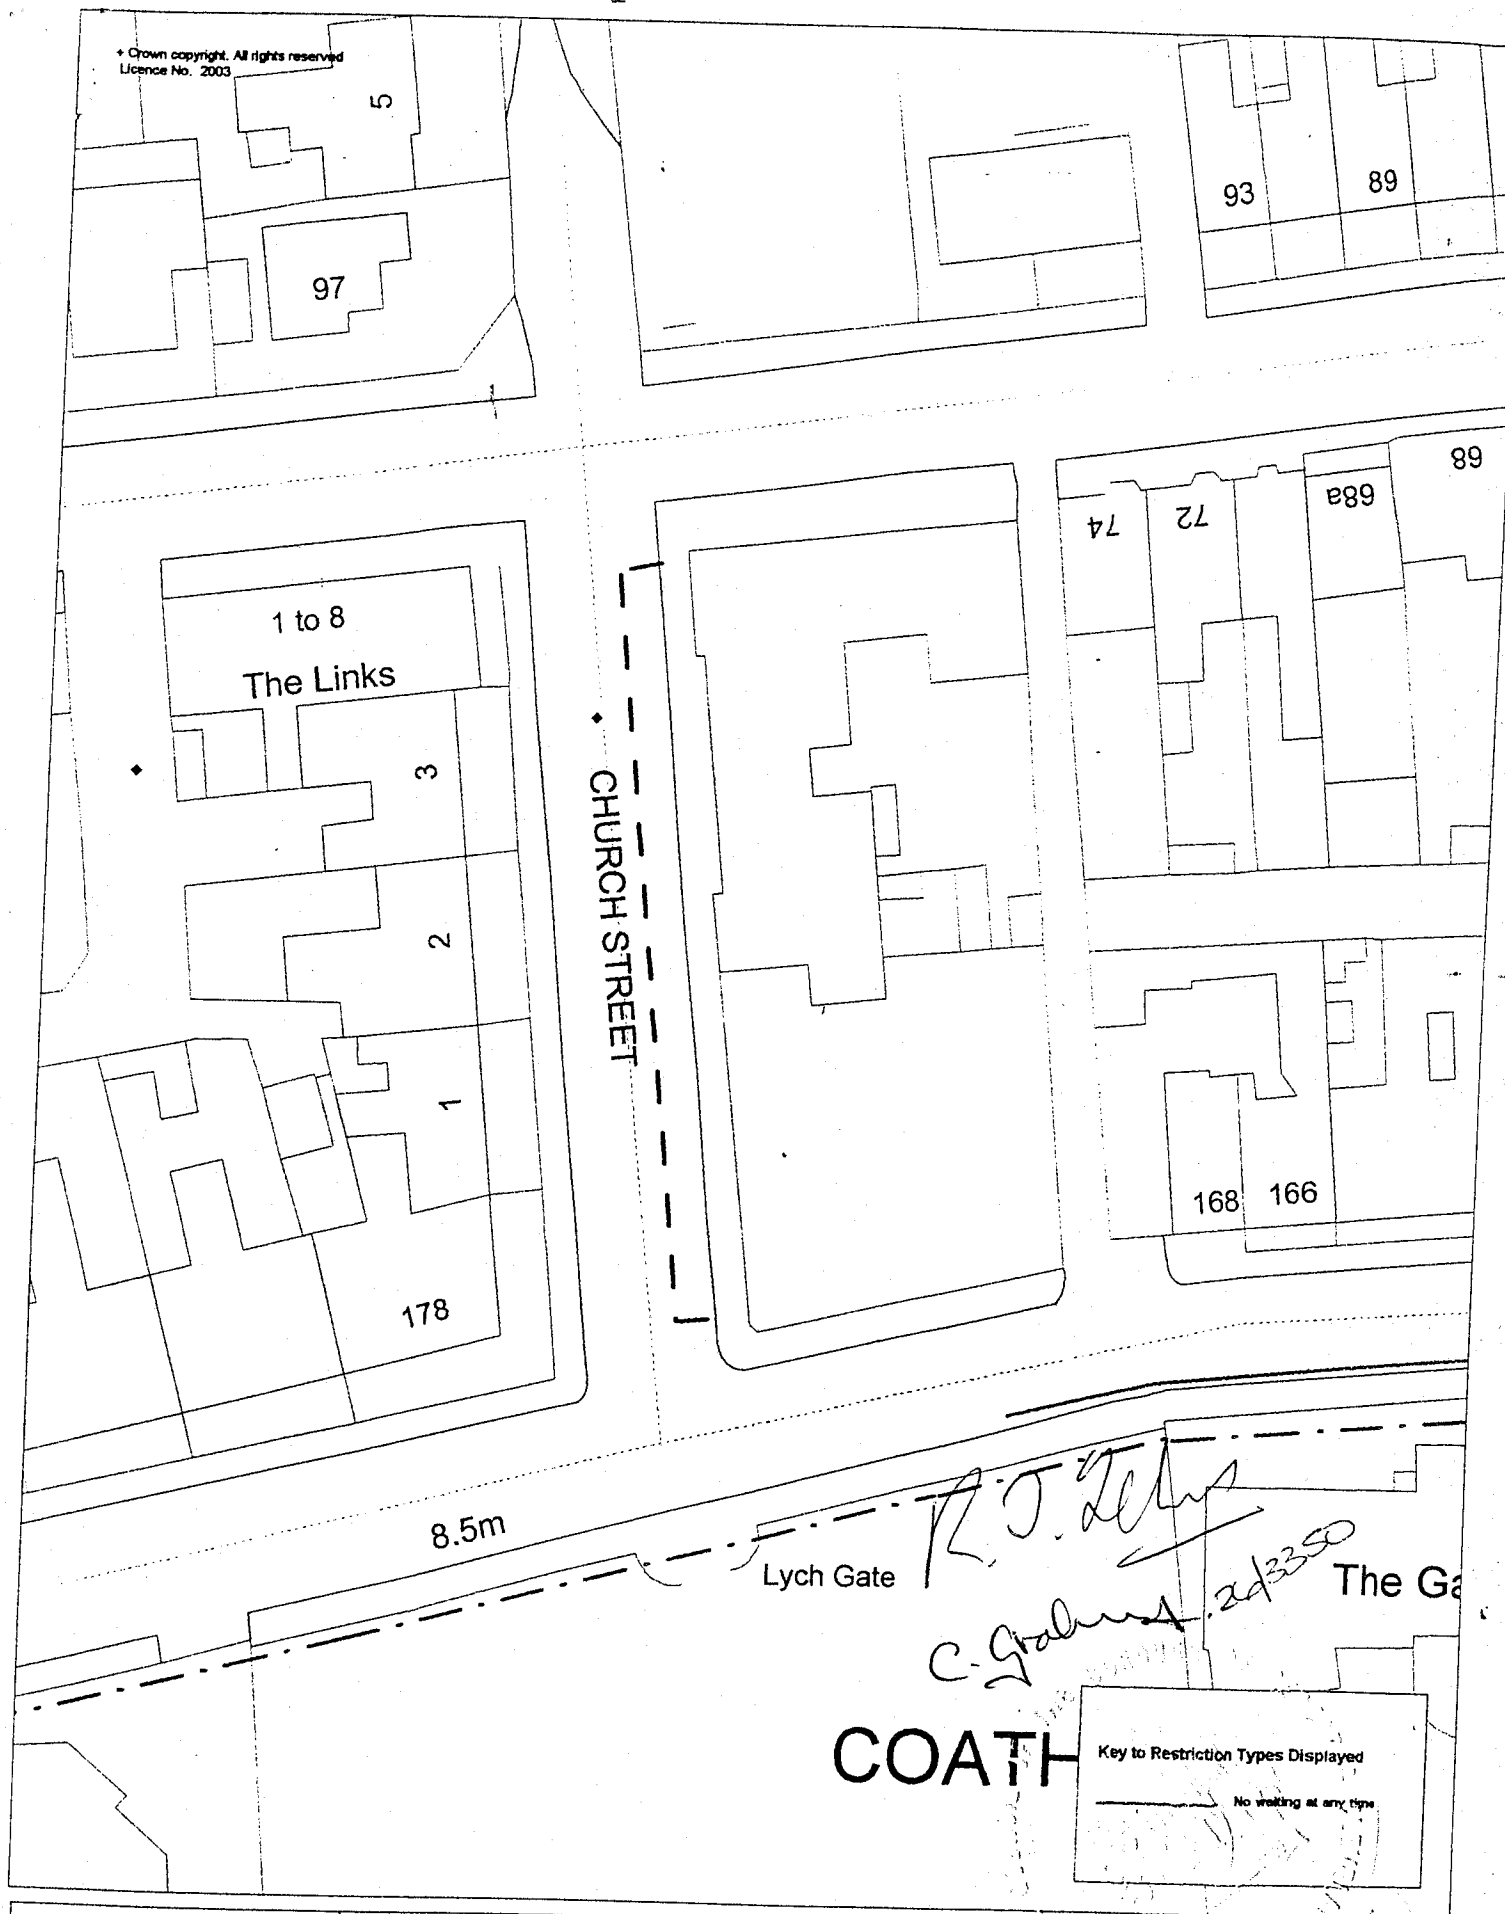 + Crown copyright. All rights reserved
Licence No. 2003
5
97
93
89
68
68a
72
74
1 to 8
The Links
3
2
1
CHURCH STREET
178
168
166
8.5m
Lych Gate
R. J.
C.
The Ga
COATH
Key to Restriction Types Displayed
No waiting at any time